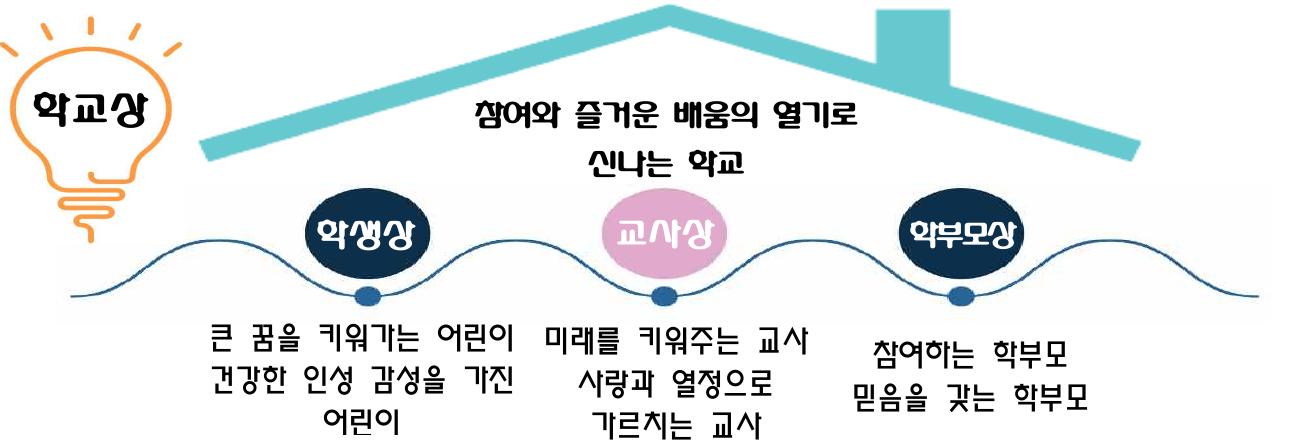 학교상
참여와 즐거운 배움의 열기로
신나는 학교
학생상
큰 꿈을 키워가는 어린이
건강한 인성 감성을 가진
어린이
교사상
미래를 키워주는 교사
사랑과 열정으로
가르치는 교사
학부모상
참여하는 학부모
믿음을 갖는 학부모